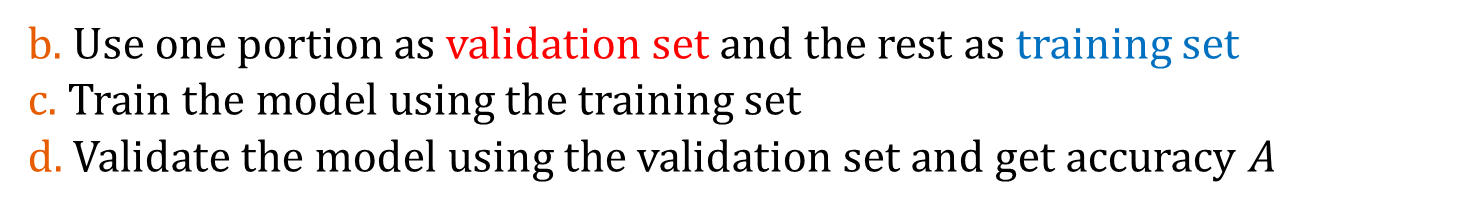 b. Use one portion as validation set and the rest as training set
c. Train the model using the training set
d. Validate the model using the validation set and get accuracy A